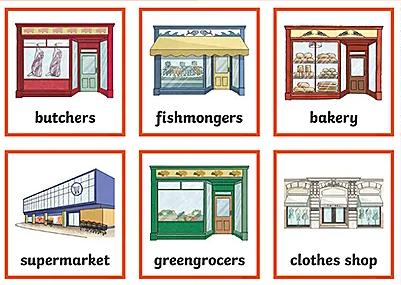 butchers
fishmongers
bakery
supermarket
greengrocers
clothes shop